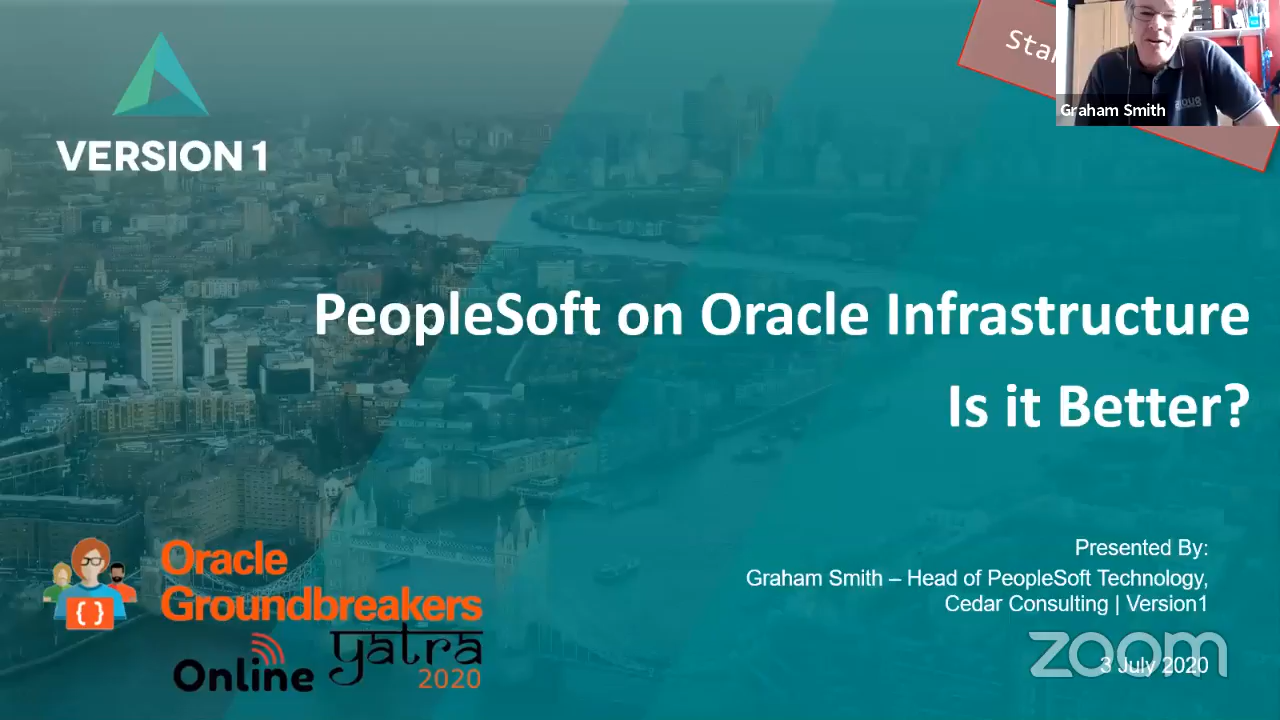 VERSION 1
Graham Smith
PeopleSoft on Oracle Infrastructure
Is it Better?
Presented By:
Graham Smith – Head of PeopleSoft Technology,
Cedar Consulting | Version1
3 July 2020
zoom
{ }
Oracle
Groundbreakers
yatra
Online
2020